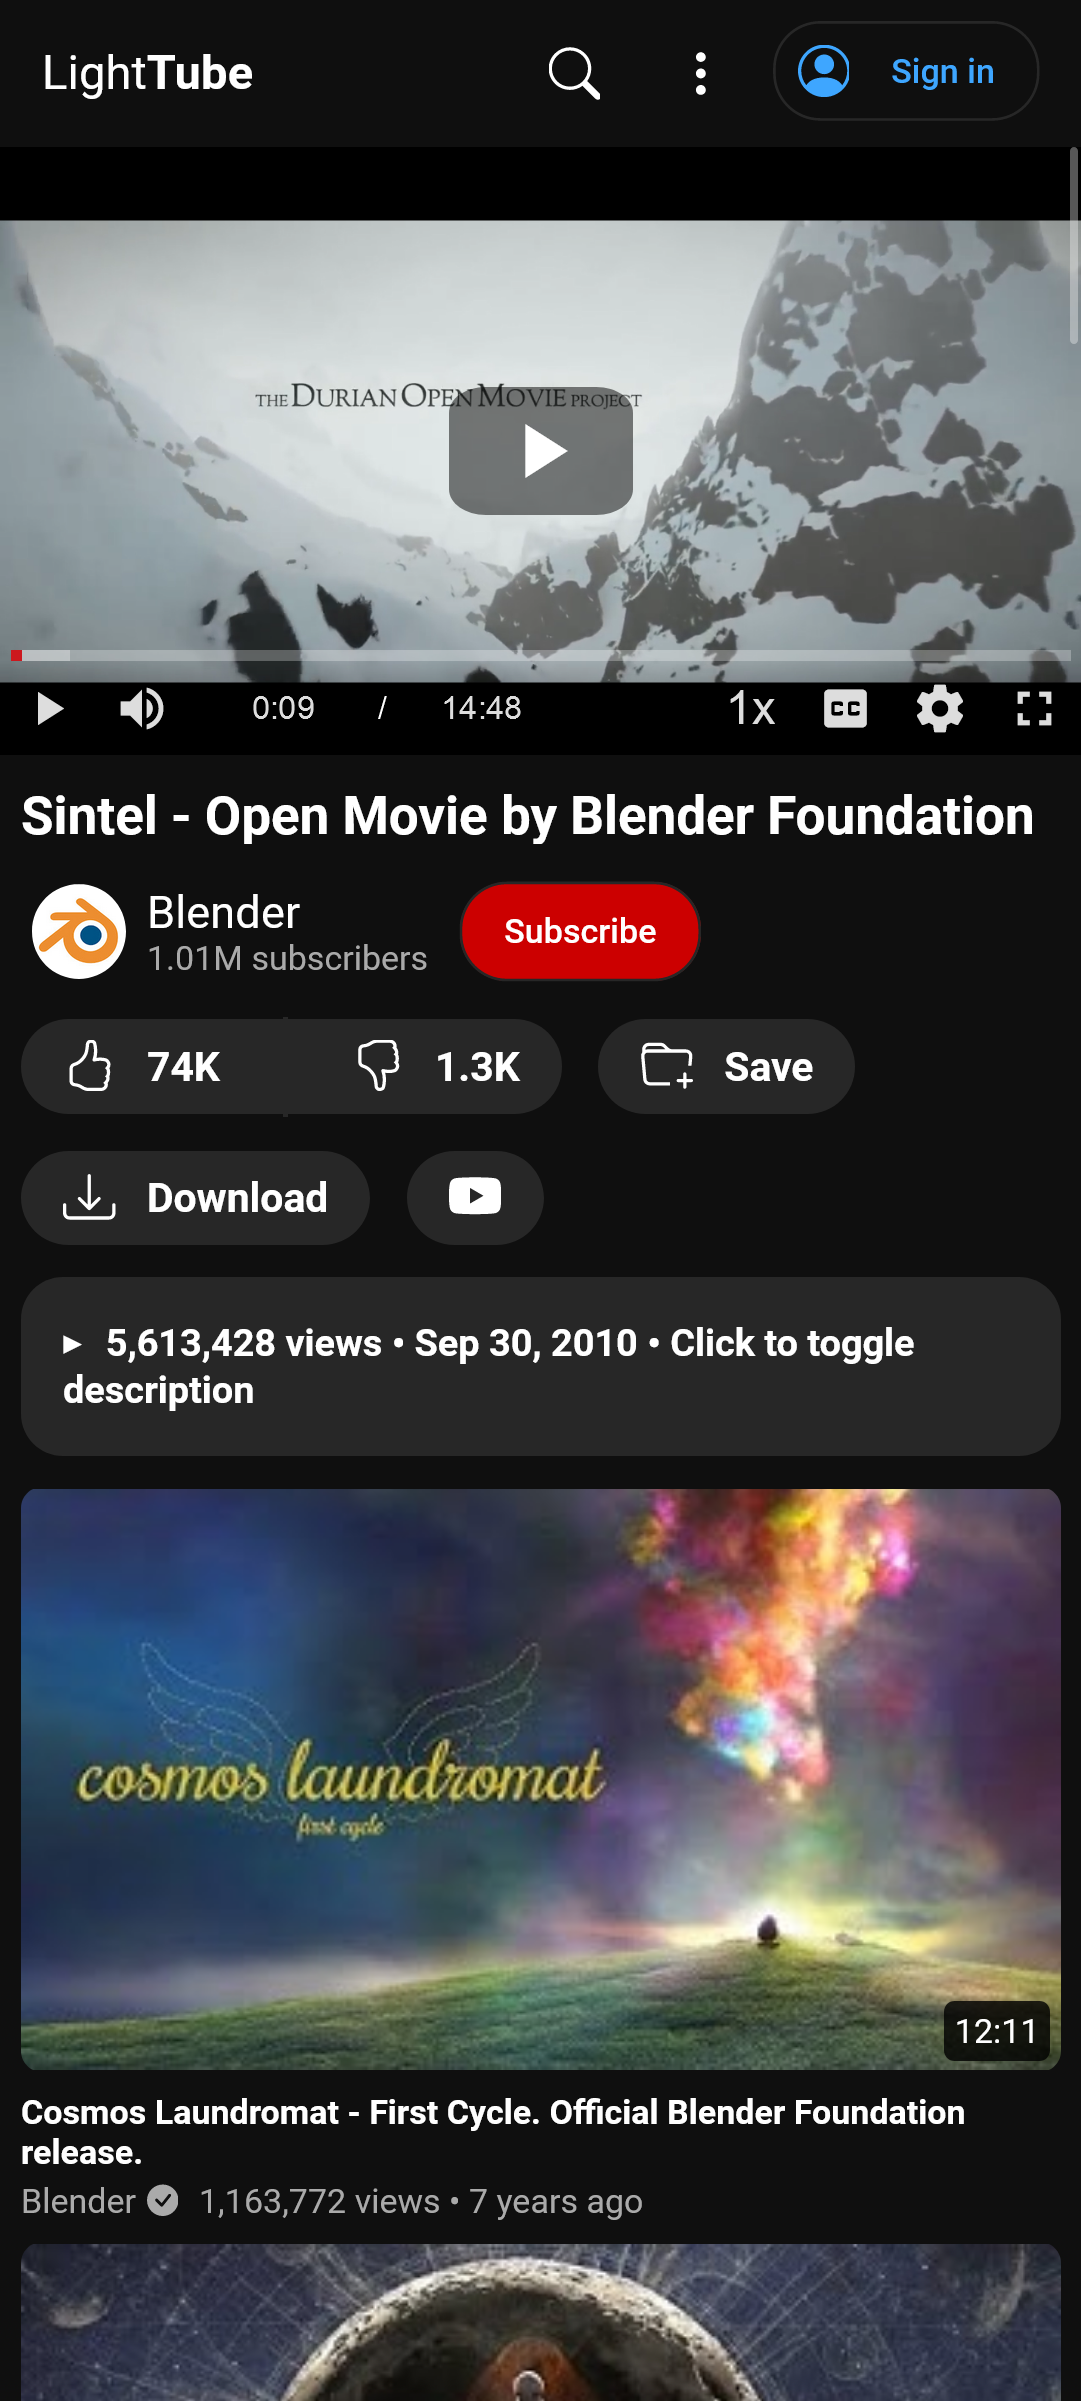 LightTube
Sign in
THE DURIAN OPEN MOVIE PROJECT
0:09 / 14:48
1x
CC
Sintel - Open Movie by Blender Foundation
Blender
1.01M subscribers
Subscribe
74K
1.3K
Save
Download
▸ 5,613,428 views • Sep 30, 2010 • Click to toggle
description
cosmos laundromat
first cycle
12:11
Cosmos Laundromat - First Cycle. Official Blender Foundation
release.
Blender 1,163,772 views • 7 years ago